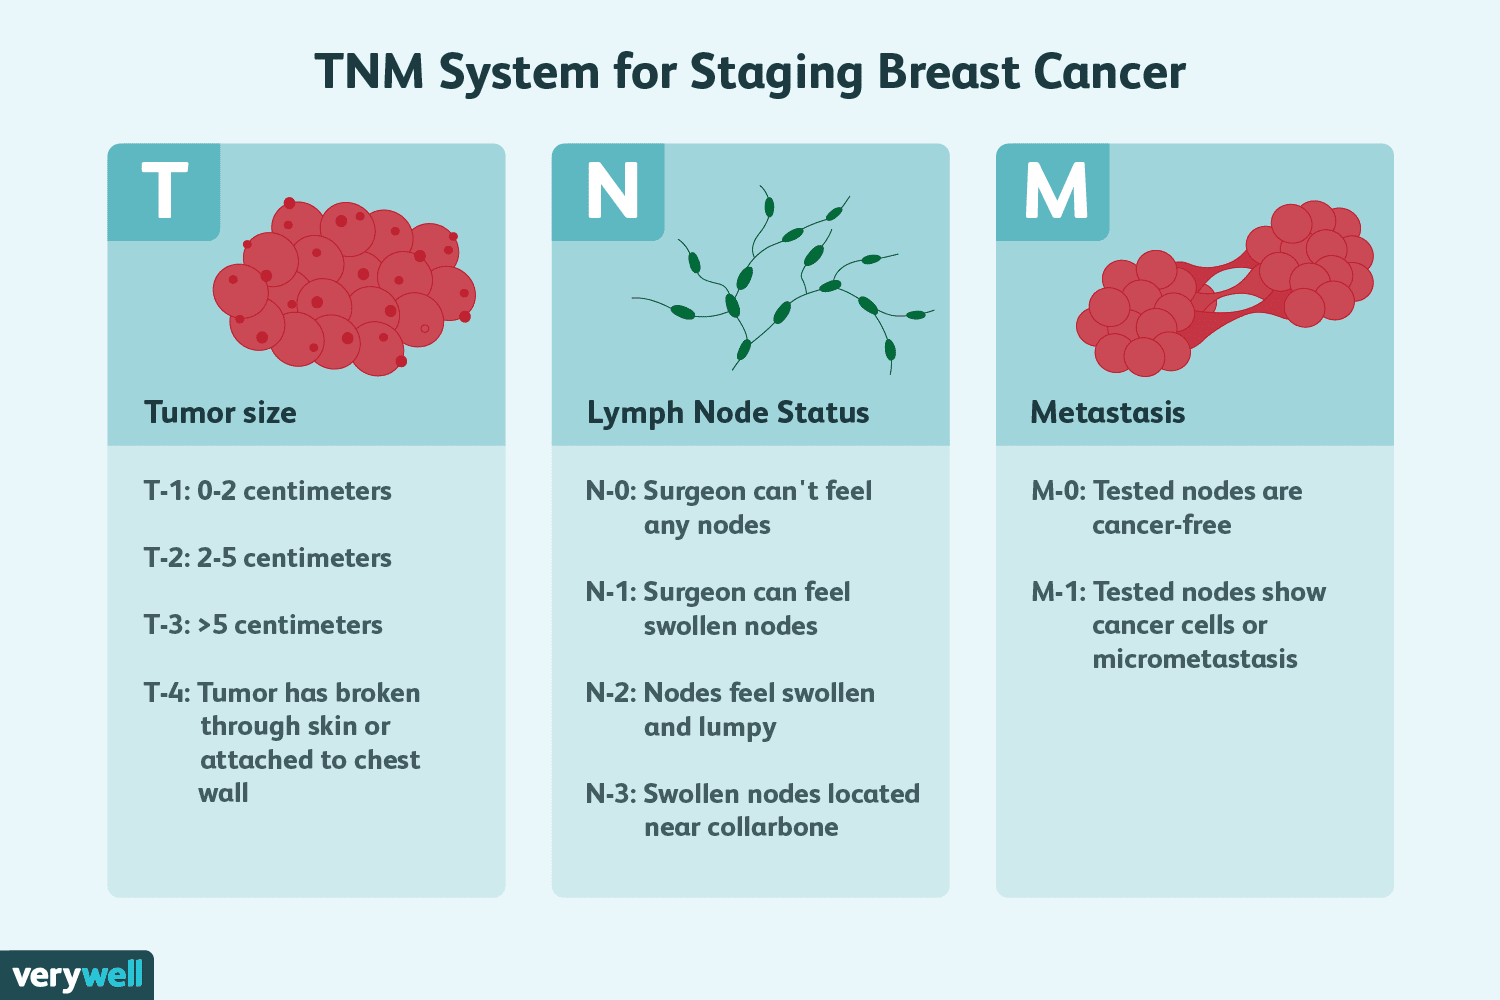 TNM System for Staging Breast Cancer
T
Tumor size
T-1: 0-2 centimeters
T-2: 2-5 centimeters
T-3: >5 centimeters
T-4: Tumor has broken
through skin or
attached to chest
wall
N
Lymph Node Status
N-0: Surgeon can't feel
any nodes
N-1: Surgeon can feel
swollen nodes
N-2: Nodes feel swollen
and lumpy
N-3: Swollen nodes located
near collarbone
M
Metastasis
M-0: Tested nodes are
cancer-free
M-1: Tested nodes show
cancer cells or
micrometastasis
verywell